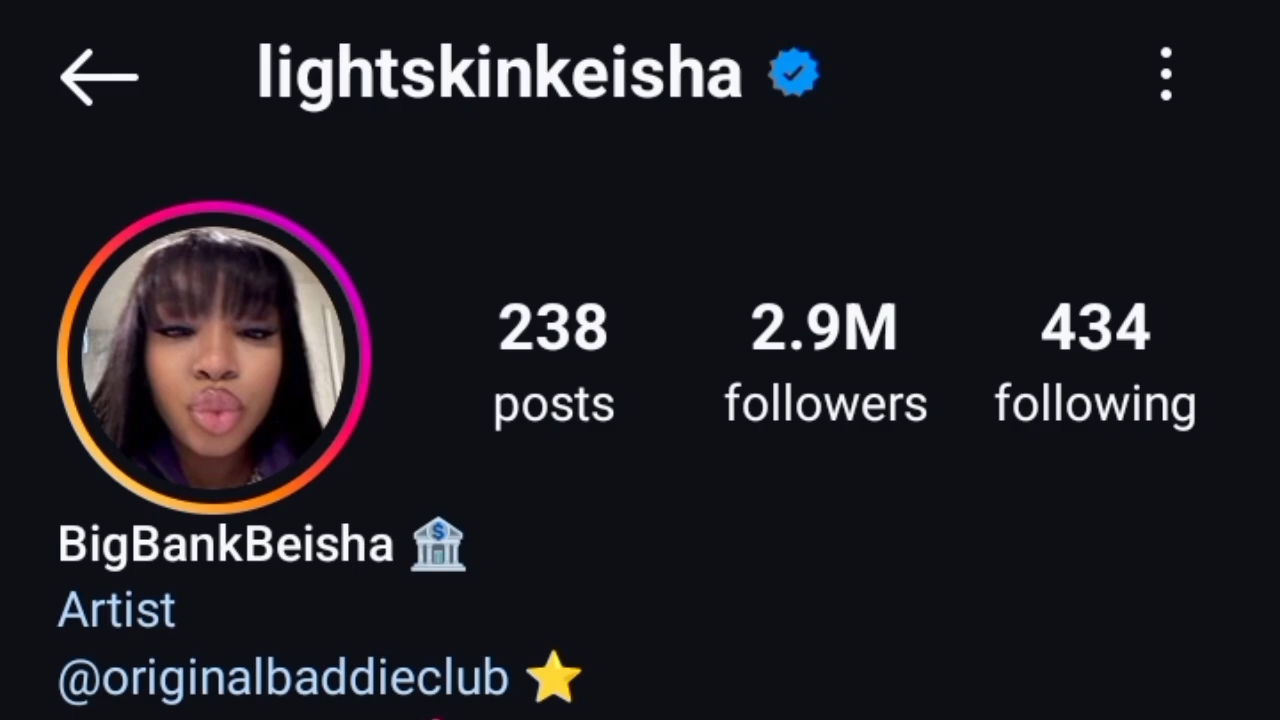 lightskinkeisha
238 2.9M 434
posts followers following
BigBankBeisha 🏦
Artist
@originalbaddieclub ⭐